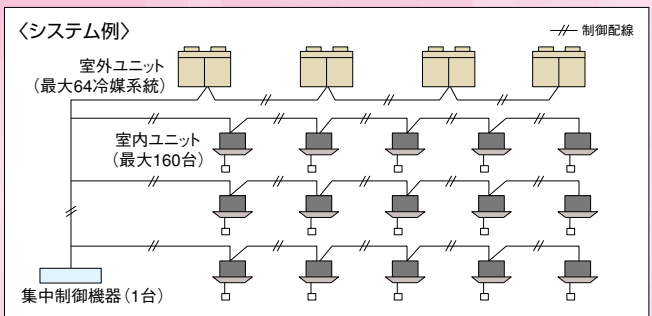 〈システム例〉
制御配線
室外ユニット
（最大64冷媒系統）
室内ユニット
（最大160台）
集中制御機器（1台）